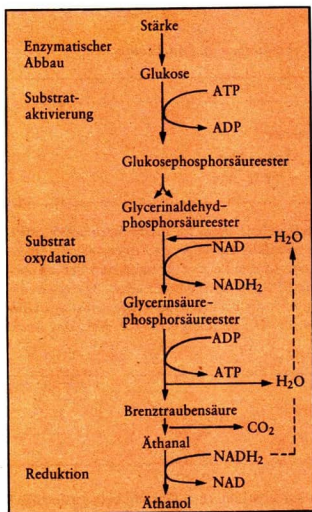 Stärke
Enzymatischer
Abbau
Glukose
Substrat-
aktivierung
ATP
ADP
Glukosephosphorsäureester
Glycerinaldehyd-
phosphorsäureester
Substrat
oxydation
H₂O
NAD
NADH₂
Glycerinsäure-
phosphorsäureester
ADP
ATP
H₂O
Brenztraubensäure
CO₂
Äthanal
Reduktion
NADH₂
NAD
Äthanol